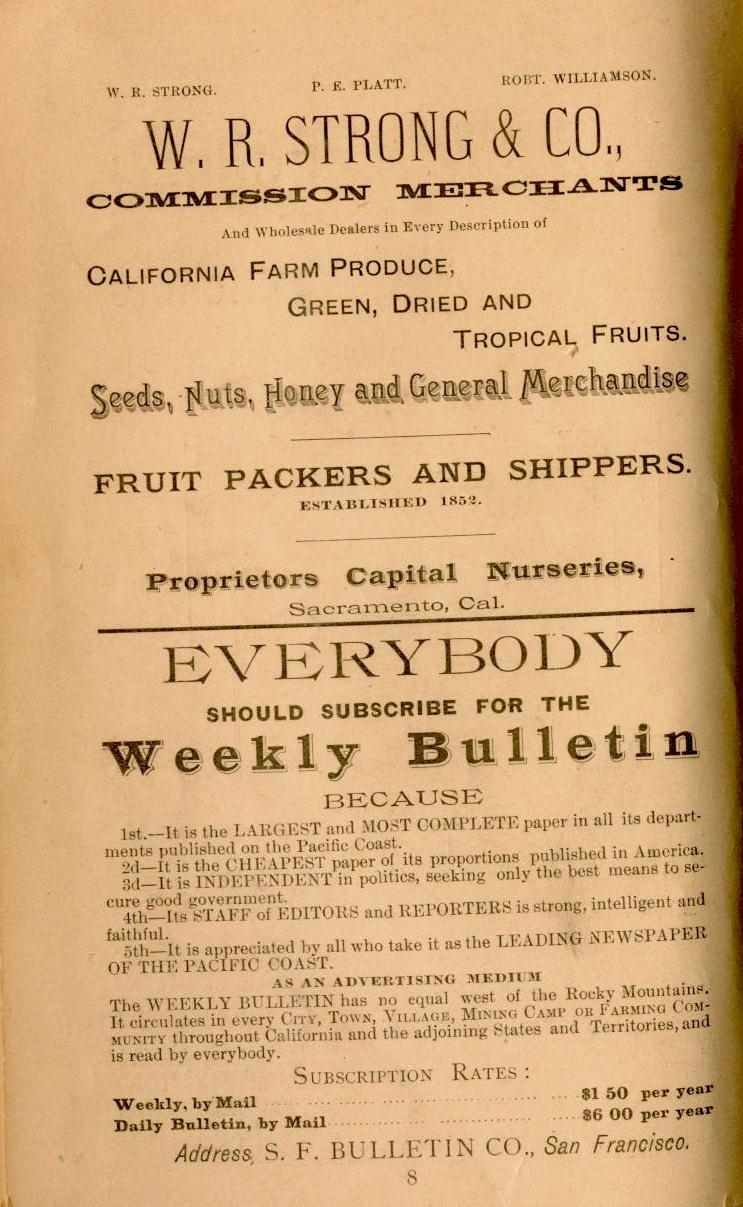 W. R. STRONG. P. E. PLATT. ROBT. WILLIAMSON.
W. R. STRONG & CO.,
COMMISSION MERCHANTS
And Wholesale Dealers in Every Description of
CALIFORNIA FARM PRODUCE,
GREEN, DRIED AND
TROPICAL FRUITS.
Seeds, Nuts, Honey and General Merchandise
FRUIT PACKERS AND SHIPPERS.
ESTABLISHED 1852.
Proprietors Capital Nurseries,
Sacramento, Cal.
EVERYBODY
SHOULD SUBSCRIBE FOR THE
Weekly Bulletin
BECAUSE
1st.—It is the LARGEST and MOST COMPLETE paper in all its depart-
ments published on the Pacific Coast.
2d—It is the CHEAPEST paper of its proportions published in America.
3d—It is INDEPENDENT in politics, seeking only the best means to se-
cure good government.
4th—Its STAFF of EDITORS and REPORTERS is strong, intelligent and
faithful.
5th—It is appreciated by all who take it as the LEADING NEWSPAPER
OF THE PACIFIC COAST.
AS AN ADVERTISING MEDIUM
The WEEKLY BULLETIN has no equal west of the Rocky Mountains.
It circulates in every CITY, TOWN, VILLAGE, MINING CAMP OR FARMING COM-
MUNITY throughout California and the adjoining States and Territories, and
is read by everybody.
SUBSCRIPTION RATES:
Weekly, by Mail ........ $1 50 per year
Daily Bulletin, by Mail ........ $6 00 per year
Address, S. F. BULLETIN CO., San Francisco.
8